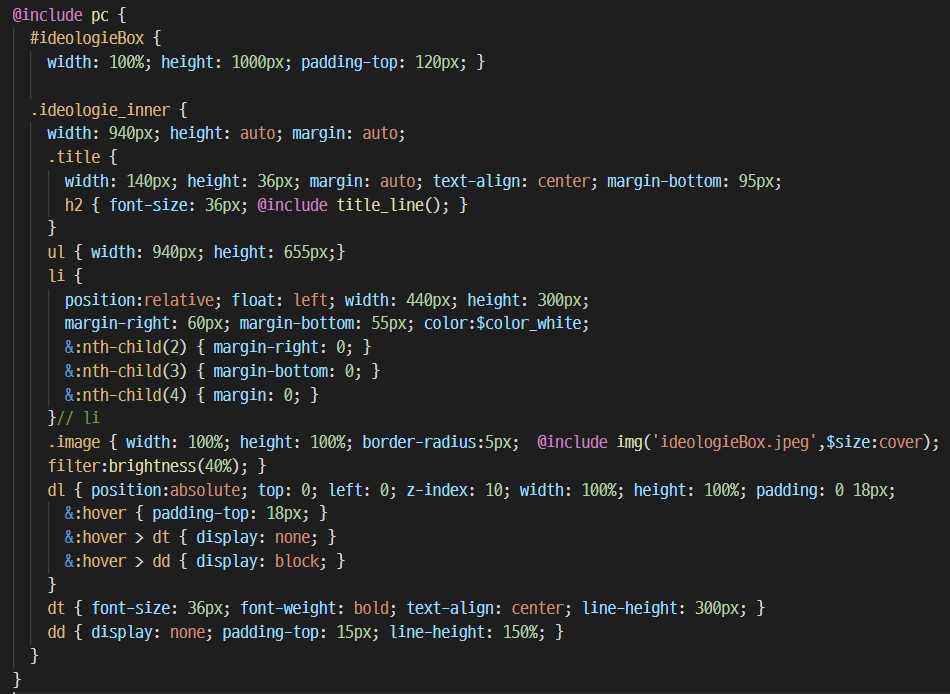 @include pc {
#ideologieBox {
width: 100%; height: 1000px; padding-top: 120px; }
.ideologie_inner {
width: 940px; height: auto; margin: auto;
.title {
width: 140px; height: 36px; margin: auto; text-align: center; margin-bottom: 95px;
h2 { font-size: 36px; @include title_line(); }
}
ul { width: 940px; height: 655px;}
li {
position:relative; float: left; width: 440px; height: 300px;
margin-right: 60px; margin-bottom: 55px; color:$color_white;
&:nth-child(2) { margin-right: 0; }
&:nth-child(3) { margin-bottom: 0; }
&:nth-child(4) { margin: 0; }
}// li
.image { width: 100%; height: 100%; border-radius:5px;  @include img('ideologieBox.jpeg',$size:cover);
filter:brightness(40%); }
dl { position:absolute; top: 0; left: 0; z-index: 10; width: 100%; height: 100%; padding: 0 18px;
&:hover { padding-top: 18px; }
&:hover > dt { display: none; }
&:hover > dd { display: block; }
}
dt { font-size: 36px; font-weight: bold; text-align: center; line-height: 300px; }
dd { display: none; padding-top: 15px; line-height: 150%; }
}
}